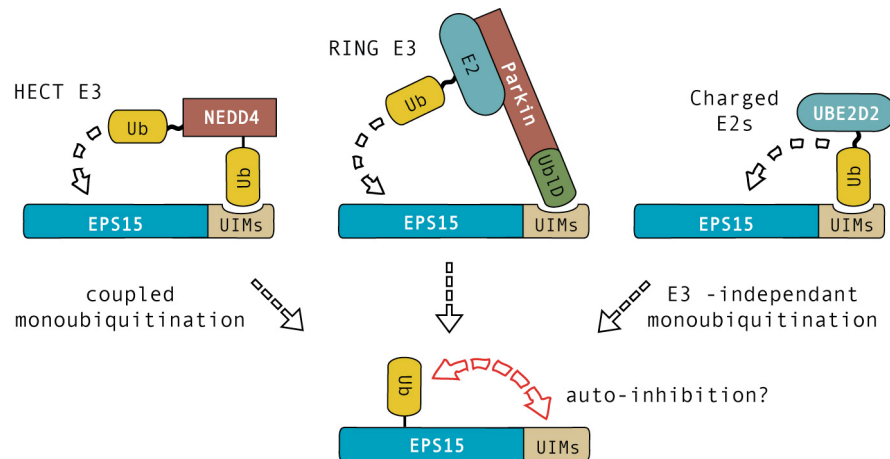 HECT E3
Ub
NEDD4
Ub
EPS15
UIMs
RING E3
Ub
E2
Parkin
UblD
EPS15
UIMs
Charged
E2s
UBE2D2
Ub
EPS15
UIMs
coupled
monoubiquitination
E3 -independant
monoubiquitination
Ub
auto-inhibition?
EPS15
UIMs